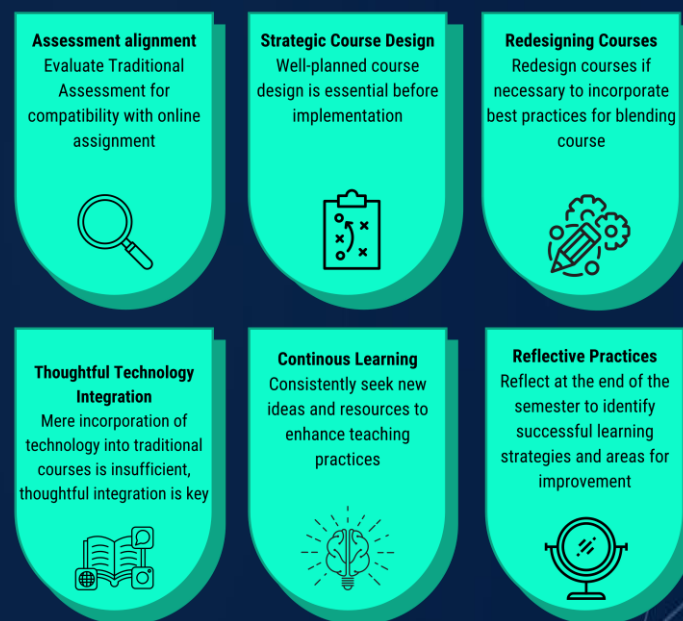 Assessment alignment
Evaluate Traditional
Assessment for
compatibility with online
assignment
Strategic Course Design
Well-planned course
design is essential before
implementation
Redesigning Courses
Redesign courses if
necessary to incorporate
best practices for blending
course
Thoughtful Technology
Integration
Mere incorporation of
technology into traditional
courses is insufficient,
thoughtful integration is key
Continous Learning
Consistently seek new
ideas and resources to
enhance teaching
practices
Reflective Practices
Reflect at the end of the
semester to identify
successful learning
strategies and areas for
improvement